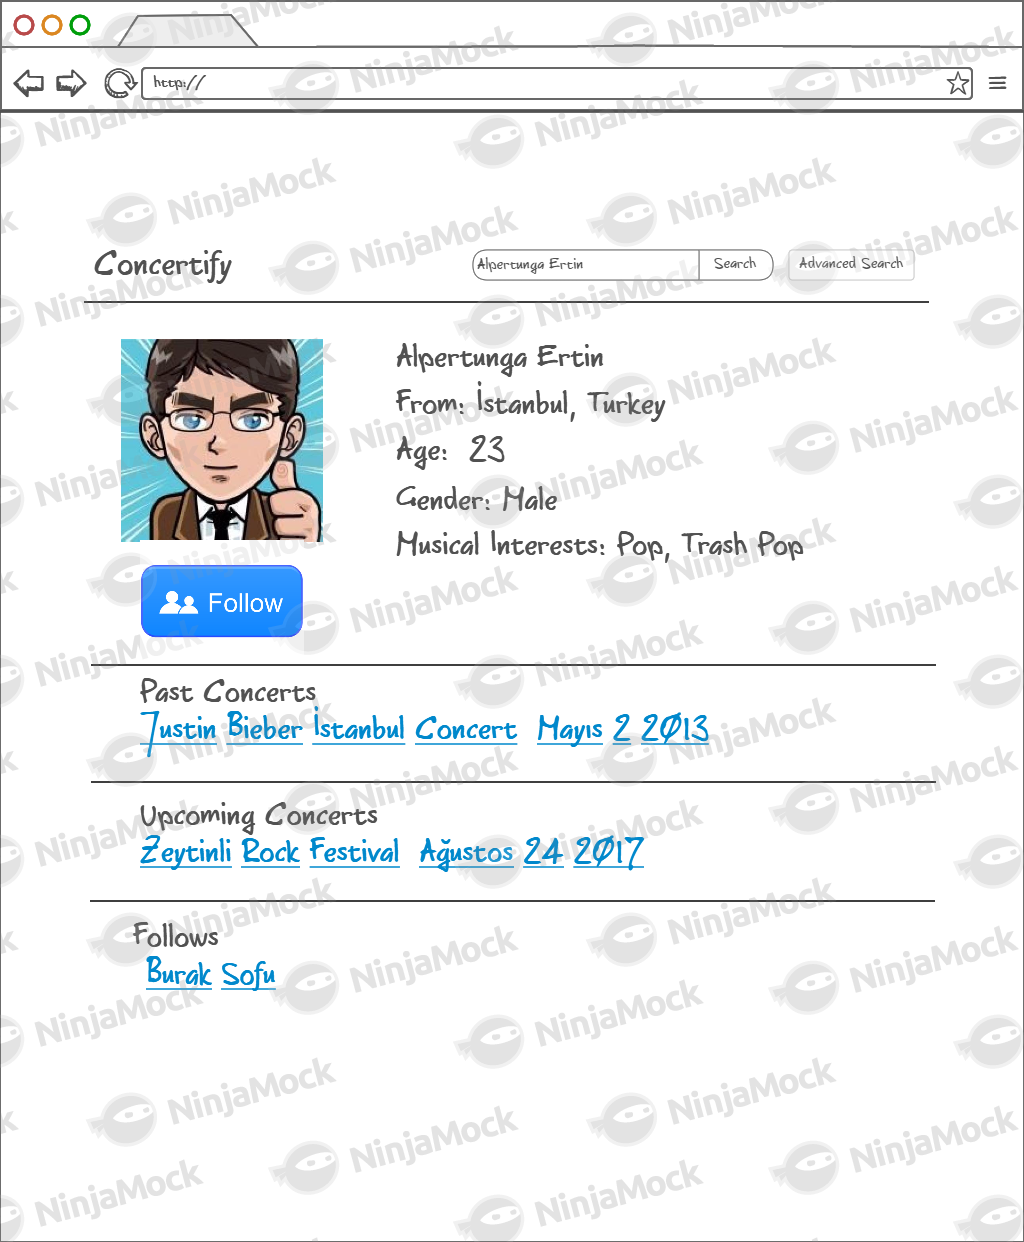 http://
Concertify
Alpertunga Ertin Search Advanced Search
Alpertunga Ertin
From: İstanbul, Turkey
Age: 23
Gender: Male
Musical Interests: Pop, Trash Pop
Follow
Past Concerts
Justin Bieber İstanbul Concert Mayıs 2 2013
Upcoming Concerts
Zeytinli Rock Festival Ağustos 24 2017
Follows
Burak Sofu
NinjaMock